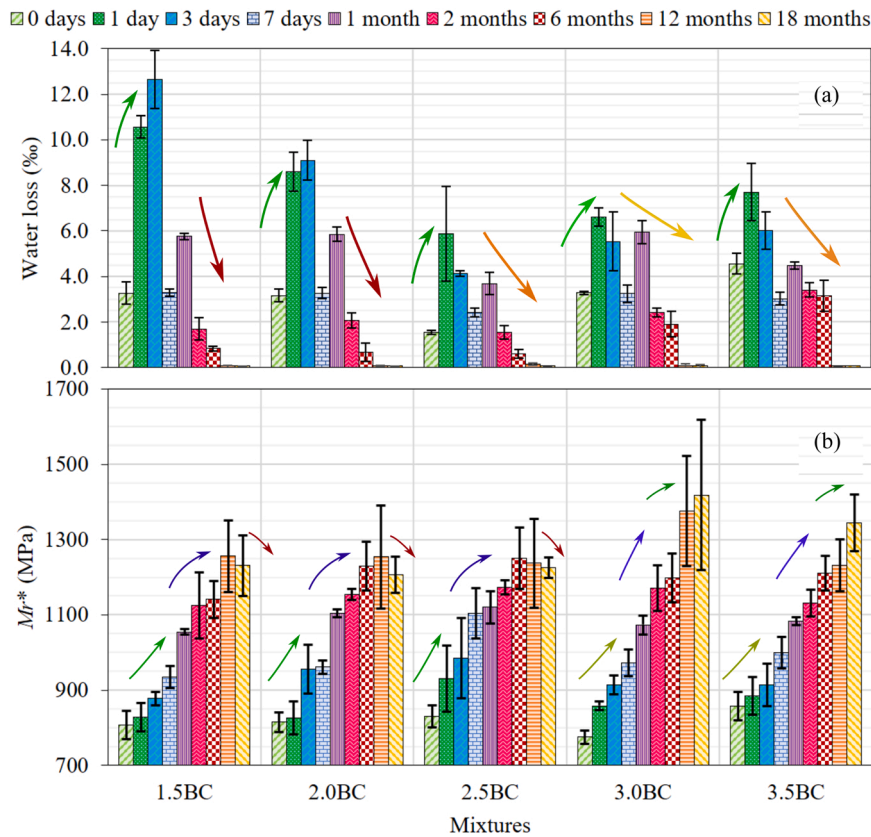 0 days 1 day 3 days 7 days 1 month 2 months 6 months 12 months 18 months
14.0
(a)
12.0
10.0
8.0
6.0
4.0
2.0
0.0
Water loss (‰)
1700
(b)
1500
1300
1100
900
700
Mr* (MPa)
1.5BC 2.0BC 2.5BC 3.0BC 3.5BC
Mixtures